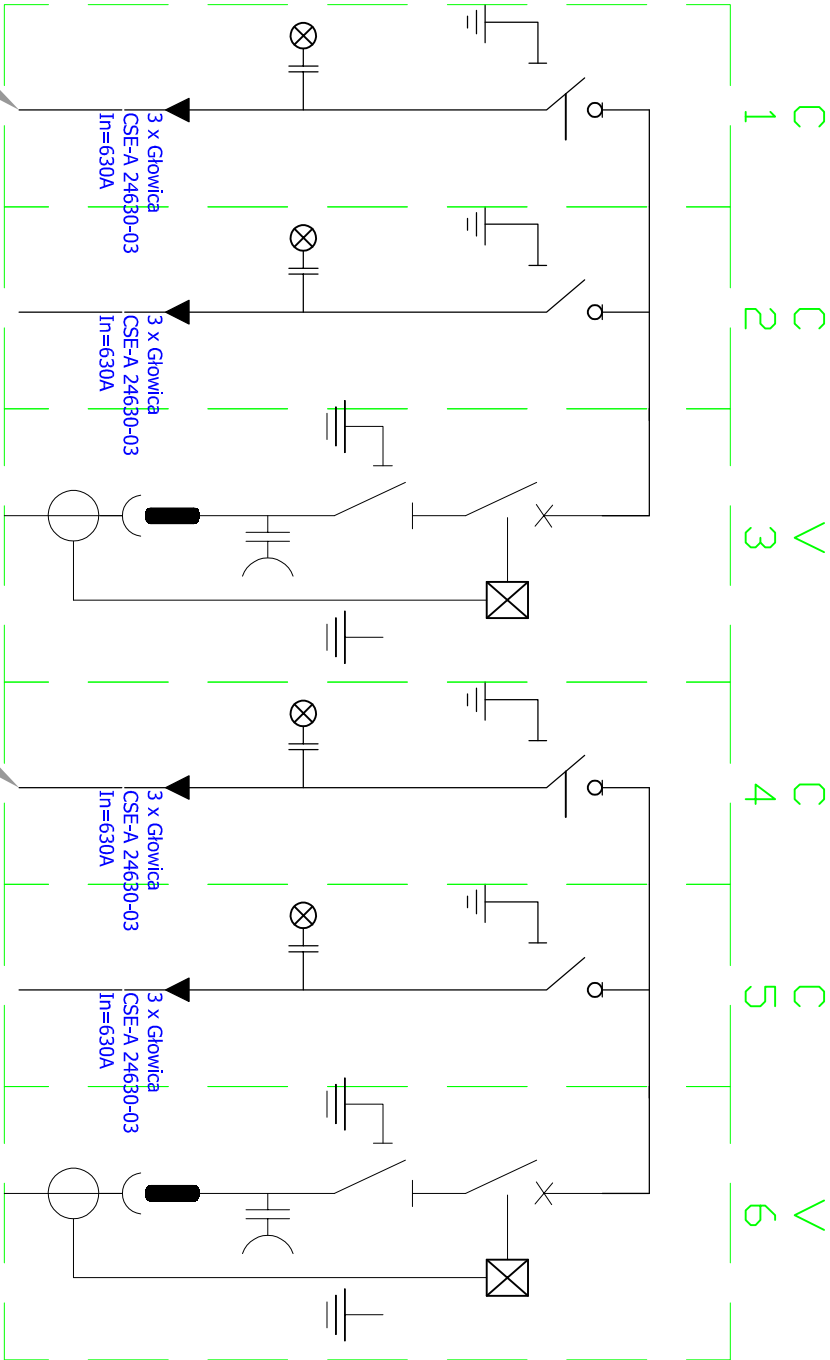 C
1
3 x Głowica
CSE-A 24630-03
In=630A
C
2
3 x Głowica
CSE-A 24630-03
In=630A
V
3
C
4
3 x Głowica
CSE-A 24630-03
In=630A
C
5
3 x Głowica
CSE-A 24630-03
In=630A
V
6